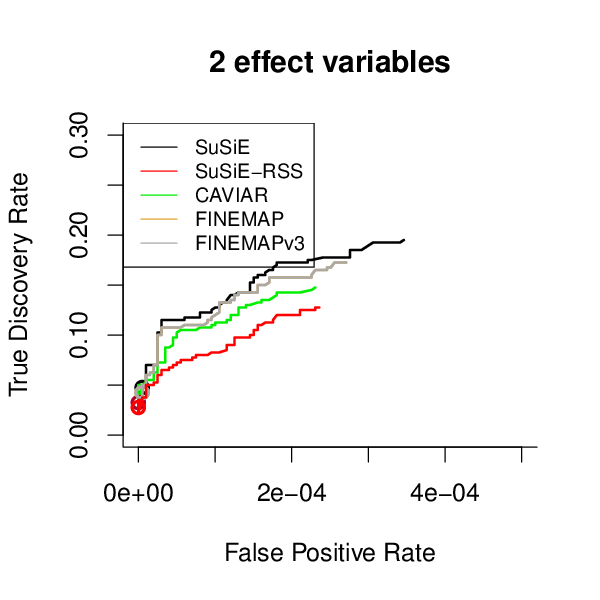 2 effect variables
True Discovery Rate
0.30
0.20
0.10
0.00
SuSiE
SuSiE−RSS
CAVIAR
FINEMAP
FINEMAPv3
0e+00 2e−04 4e−04
False Positive Rate